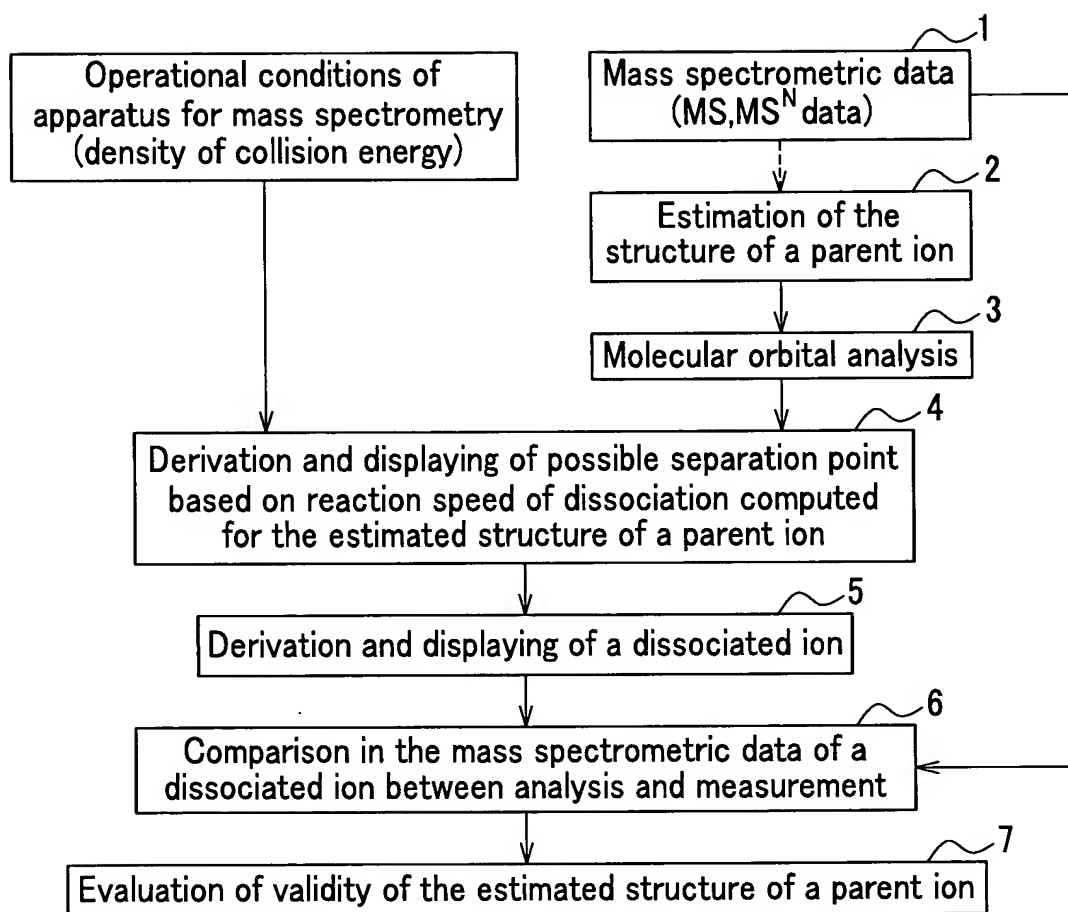 Operational conditions of
apparatus for mass spectrometry
(density of collision energy)
1
Mass spectrometric data
(MS,MS^N data)
2
Estimation of the
structure of a parent ion
3
Molecular orbital analysis
4
Derivation and displaying of possible separation point
based on reaction speed of dissociation computed
for the estimated structure of a parent ion
5
Derivation and displaying of a dissociated ion
6
Comparison in the mass spectrometric data of a
dissociated ion between analysis and measurement
7
Evaluation of validity of the estimated structure of a parent ion